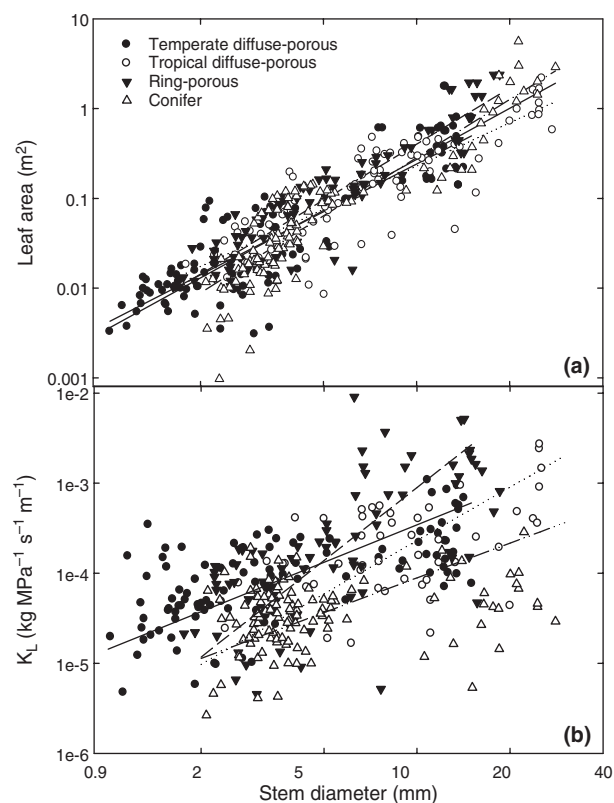 10
Temperate diffuse-porous
Tropical diffuse-porous
Ring-porous
Conifer
1
0.1
0.01
0.001
Leaf area (m²)
(a)
1e-2
1e-3
1e-4
1e-5
1e-6
K_L (kg MPa⁻¹ s⁻¹ m⁻¹)
(b)
0.9 2 5 10 20 40
Stem diameter (mm)